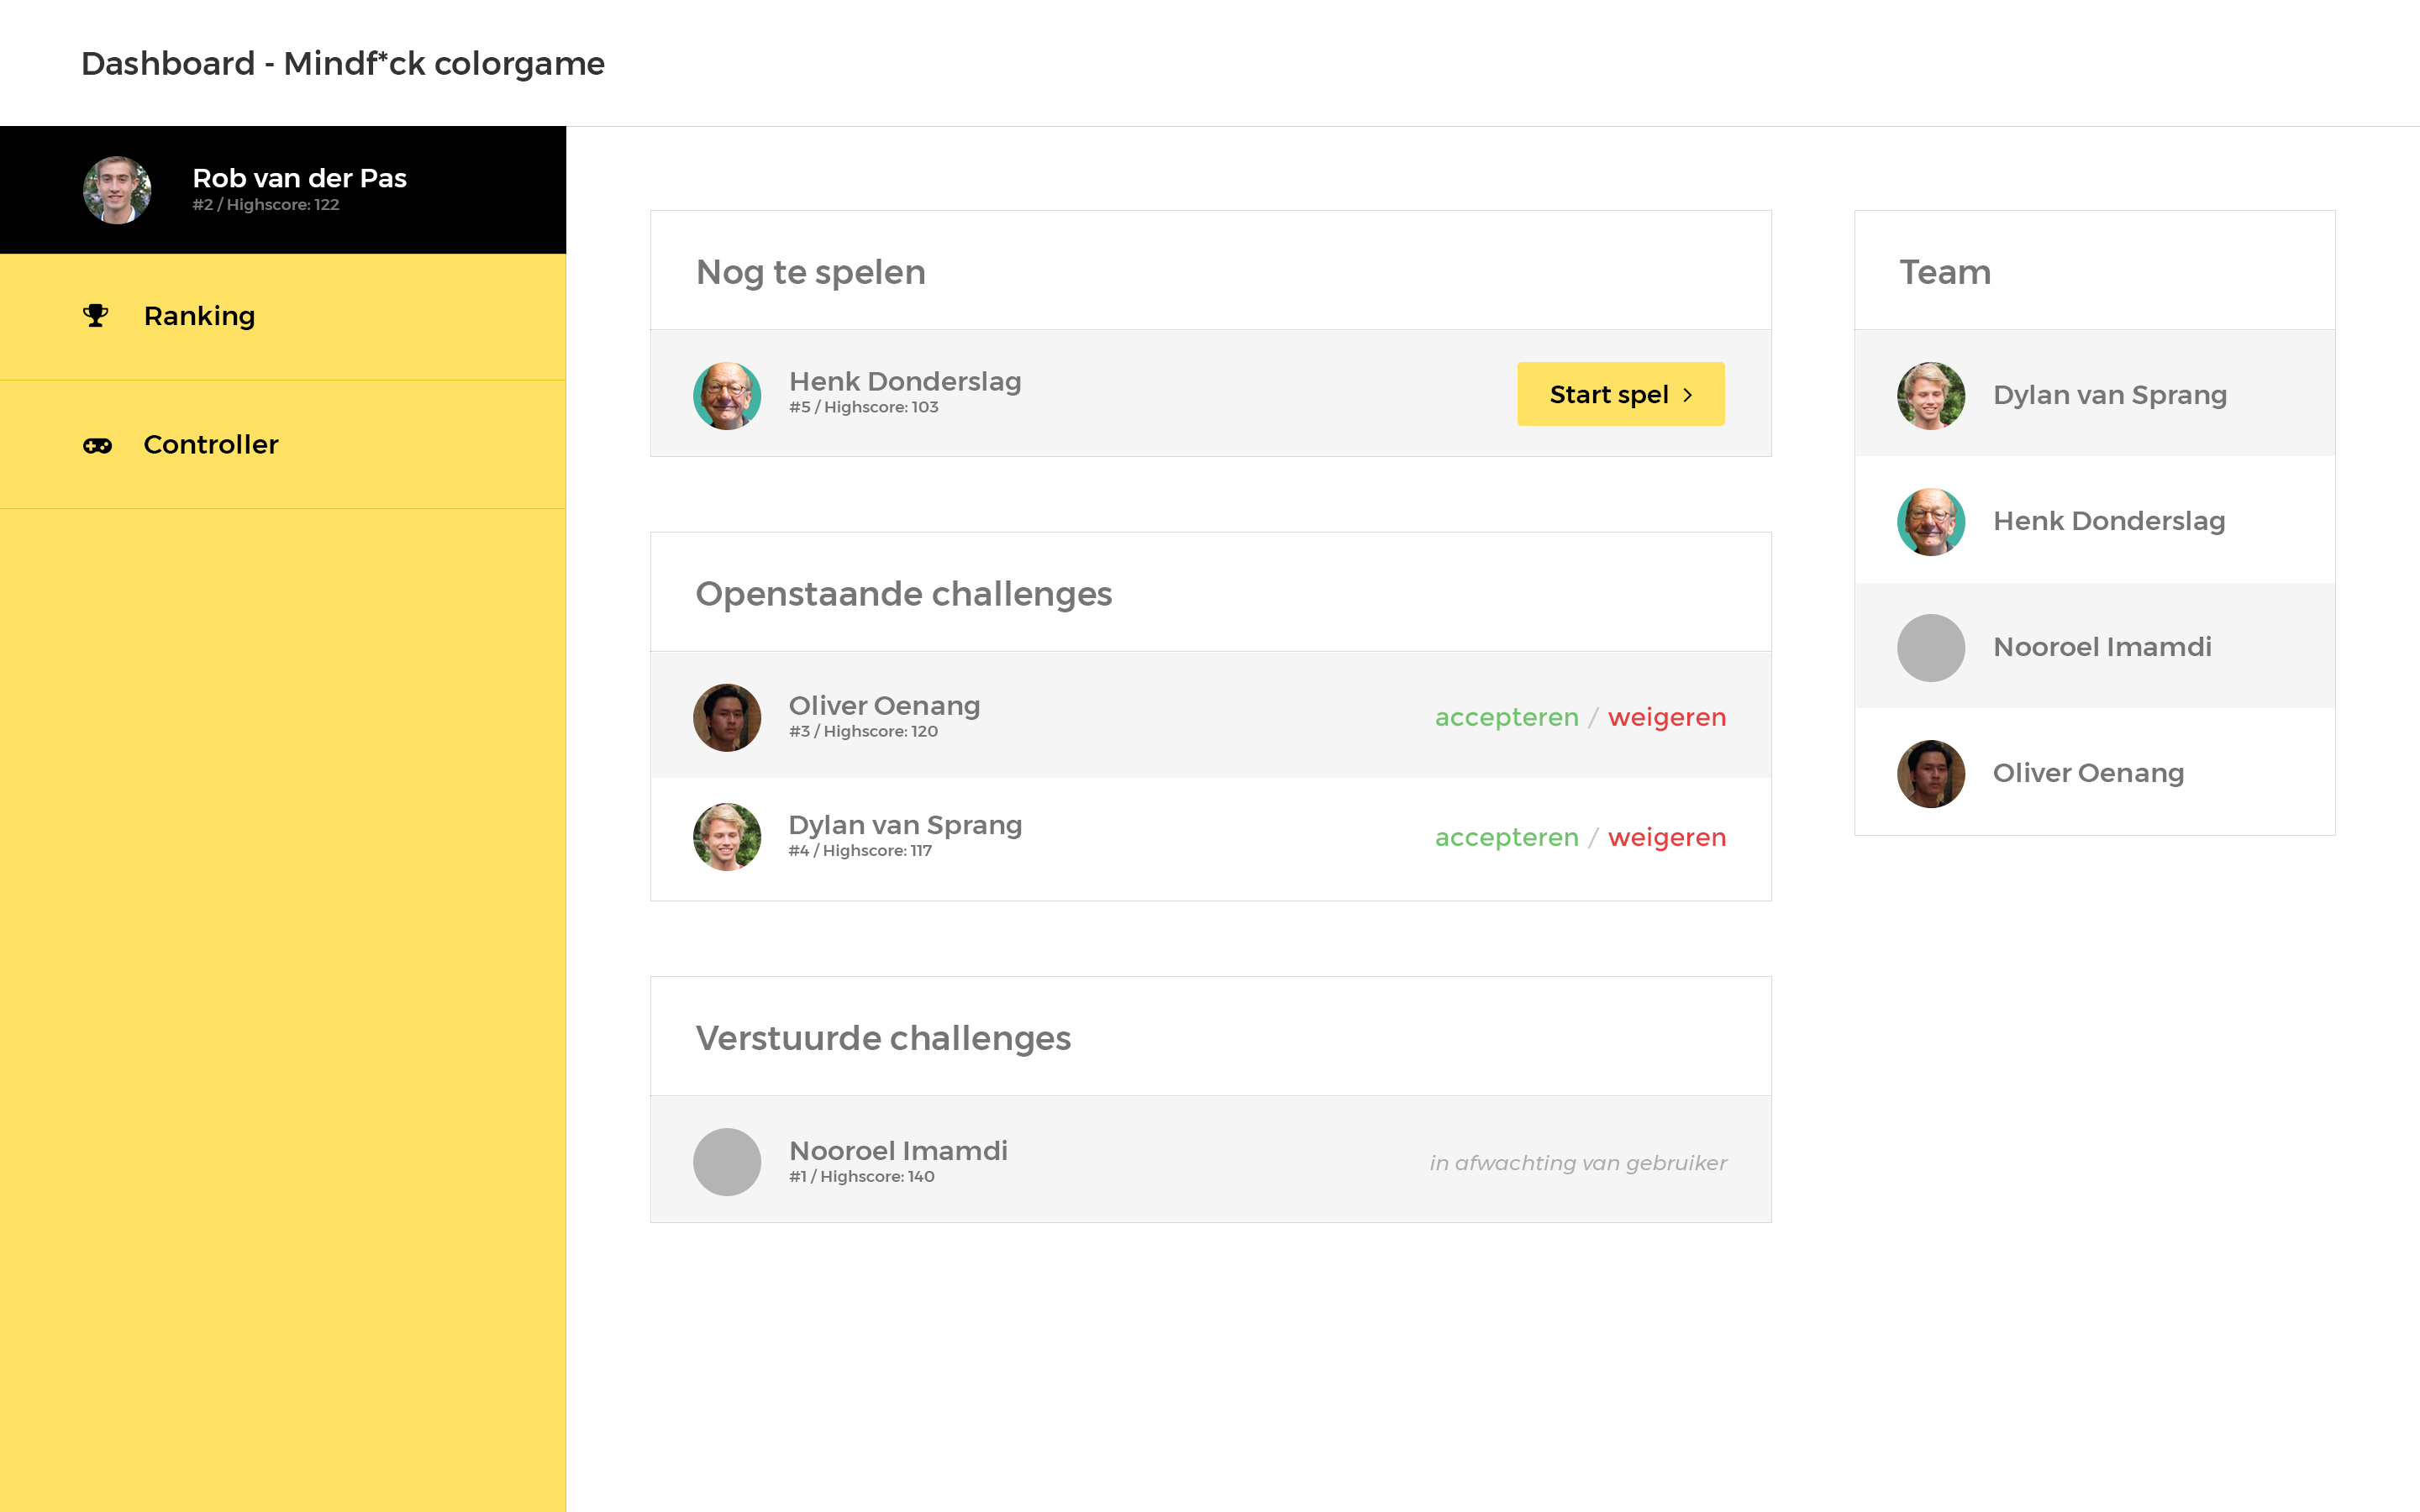 Dashboard - Mindf*ck colorgame
Rob van der Pas
#2 / Highscore: 122
Ranking
Controller
Nog te spelen
Henk Donderslag
#5 / Highscore: 103
Start spel
Openstaande challenges
Oliver Oenang
#3 / Highscore: 120
accepteren / weigeren
Dylan van Sprang
#4 / Highscore: 117
accepteren / weigeren
Verstuurde challenges
Nooroel Imamdi
#1 / Highscore: 140
in afwachting van gebruiker
Team
Dylan van Sprang
Henk Donderslag
Nooroel Imamdi
Oliver Oenang